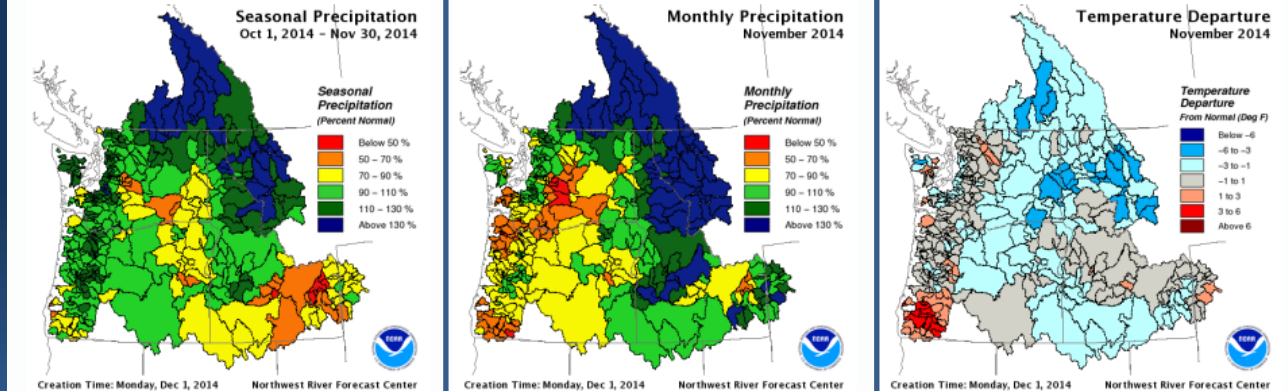 Seasonal Precipitation
Oct 1, 2014 – Nov 30, 2014
Seasonal
Precipitation
(Percent Normal)
Below 50 %
50 – 70 %
70 – 90 %
90 – 110 %
110 – 130 %
Above 130 %
NOAA
Creation Time: Monday, Dec 1, 2014
Northwest River Forecast Center
Monthly Precipitation
November 2014
Monthly
Precipitation
(Percent Normal)
Below 50 %
50 – 70 %
70 – 90 %
90 – 110 %
110 – 130 %
Above 130 %
NOAA
Creation Time: Monday, Dec 1, 2014
Northwest River Forecast Center
Temperature Departure
November 2014
Temperature
Departure
From Normal (Deg F)
Below –6
–6 to –3
–3 to –1
–1 to 1
1 to 3
3 to 6
Above 6
NOAA
Creation Time: Monday, Dec 1, 2014
Northwest River Forecast Center